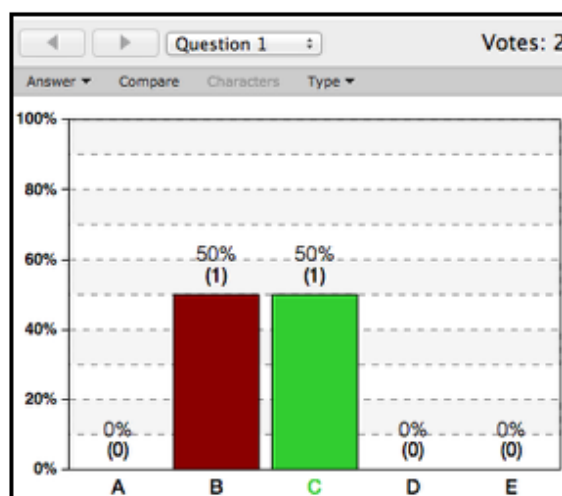 Question 1 Votes: 2
Answer Compare Characters Type
100%
80%
60%
50% 50%
(1) (1)
40%
20%
0% 0% 0%
(0) (0) (0)
0%
A B C D E